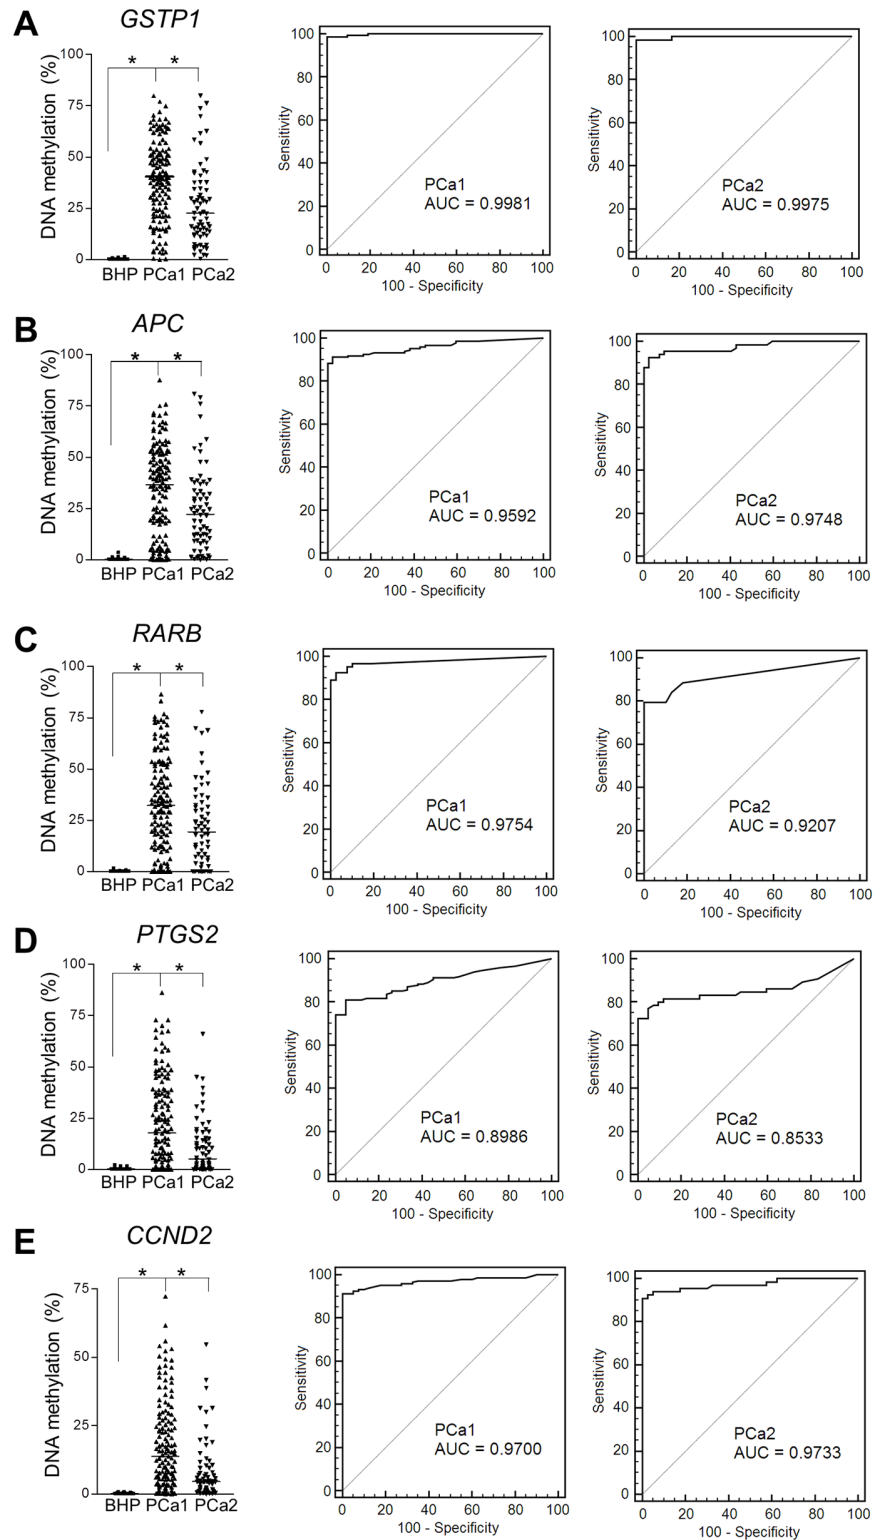 A
GSTP1
DNA methylation (%)
100
75
50
25
0
* *
BHP PCa1 PCa2
Sensitivity
100
80
60
40
20
0
PCa1
AUC = 0.9981
0 20 40 60 80 100
100 - Specificity
Sensitivity
100
80
60
40
20
0
PCa2
AUC = 0.9975
0 20 40 60 80 100
100 - Specificity
B
APC
DNA methylation (%)
100
75
50
25
0
* *
BHP PCa1 PCa2
Sensitivity
100
80
60
40
20
0
PCa1
AUC = 0.9592
0 20 40 60 80 100
100 - Specificity
Sensitivity
100
80
60
40
20
0
PCa2
AUC = 0.9748
0 20 40 60 80 100
100 - Specificity
C
RARB
DNA methylation (%)
100
75
50
25
0
* *
BHP PCa1 PCa2
Sensitivity
100
80
60
40
20
0
PCa1
AUC = 0.9754
0 20 40 60 80 100
100 - Specificity
Sensitivity
100
80
60
40
20
0
PCa2
AUC = 0.9207
0 20 40 60 80 100
100 - Specificity
D
PTGS2
DNA methylation (%)
100
75
50
25
0
* *
BHP PCa1 PCa2
Sensitivity
100
80
60
40
20
0
PCa1
AUC = 0.8986
0 20 40 60 80 100
100 - Specificity
Sensitivity
100
80
60
40
20
0
PCa2
AUC = 0.8533
0 20 40 60 80 100
100 - Specificity
E
CCND2
DNA methylation (%)
75
50
25
0
* *
BHP PCa1 PCa2
Sensitivity
100
80
60
40
20
0
PCa1
AUC = 0.9700
0 20 40 60 80 100
100 - Specificity
Sensitivity
100
80
60
40
20
0
PCa2
AUC = 0.9733
0 20 40 60 80 100
100 - Specificity